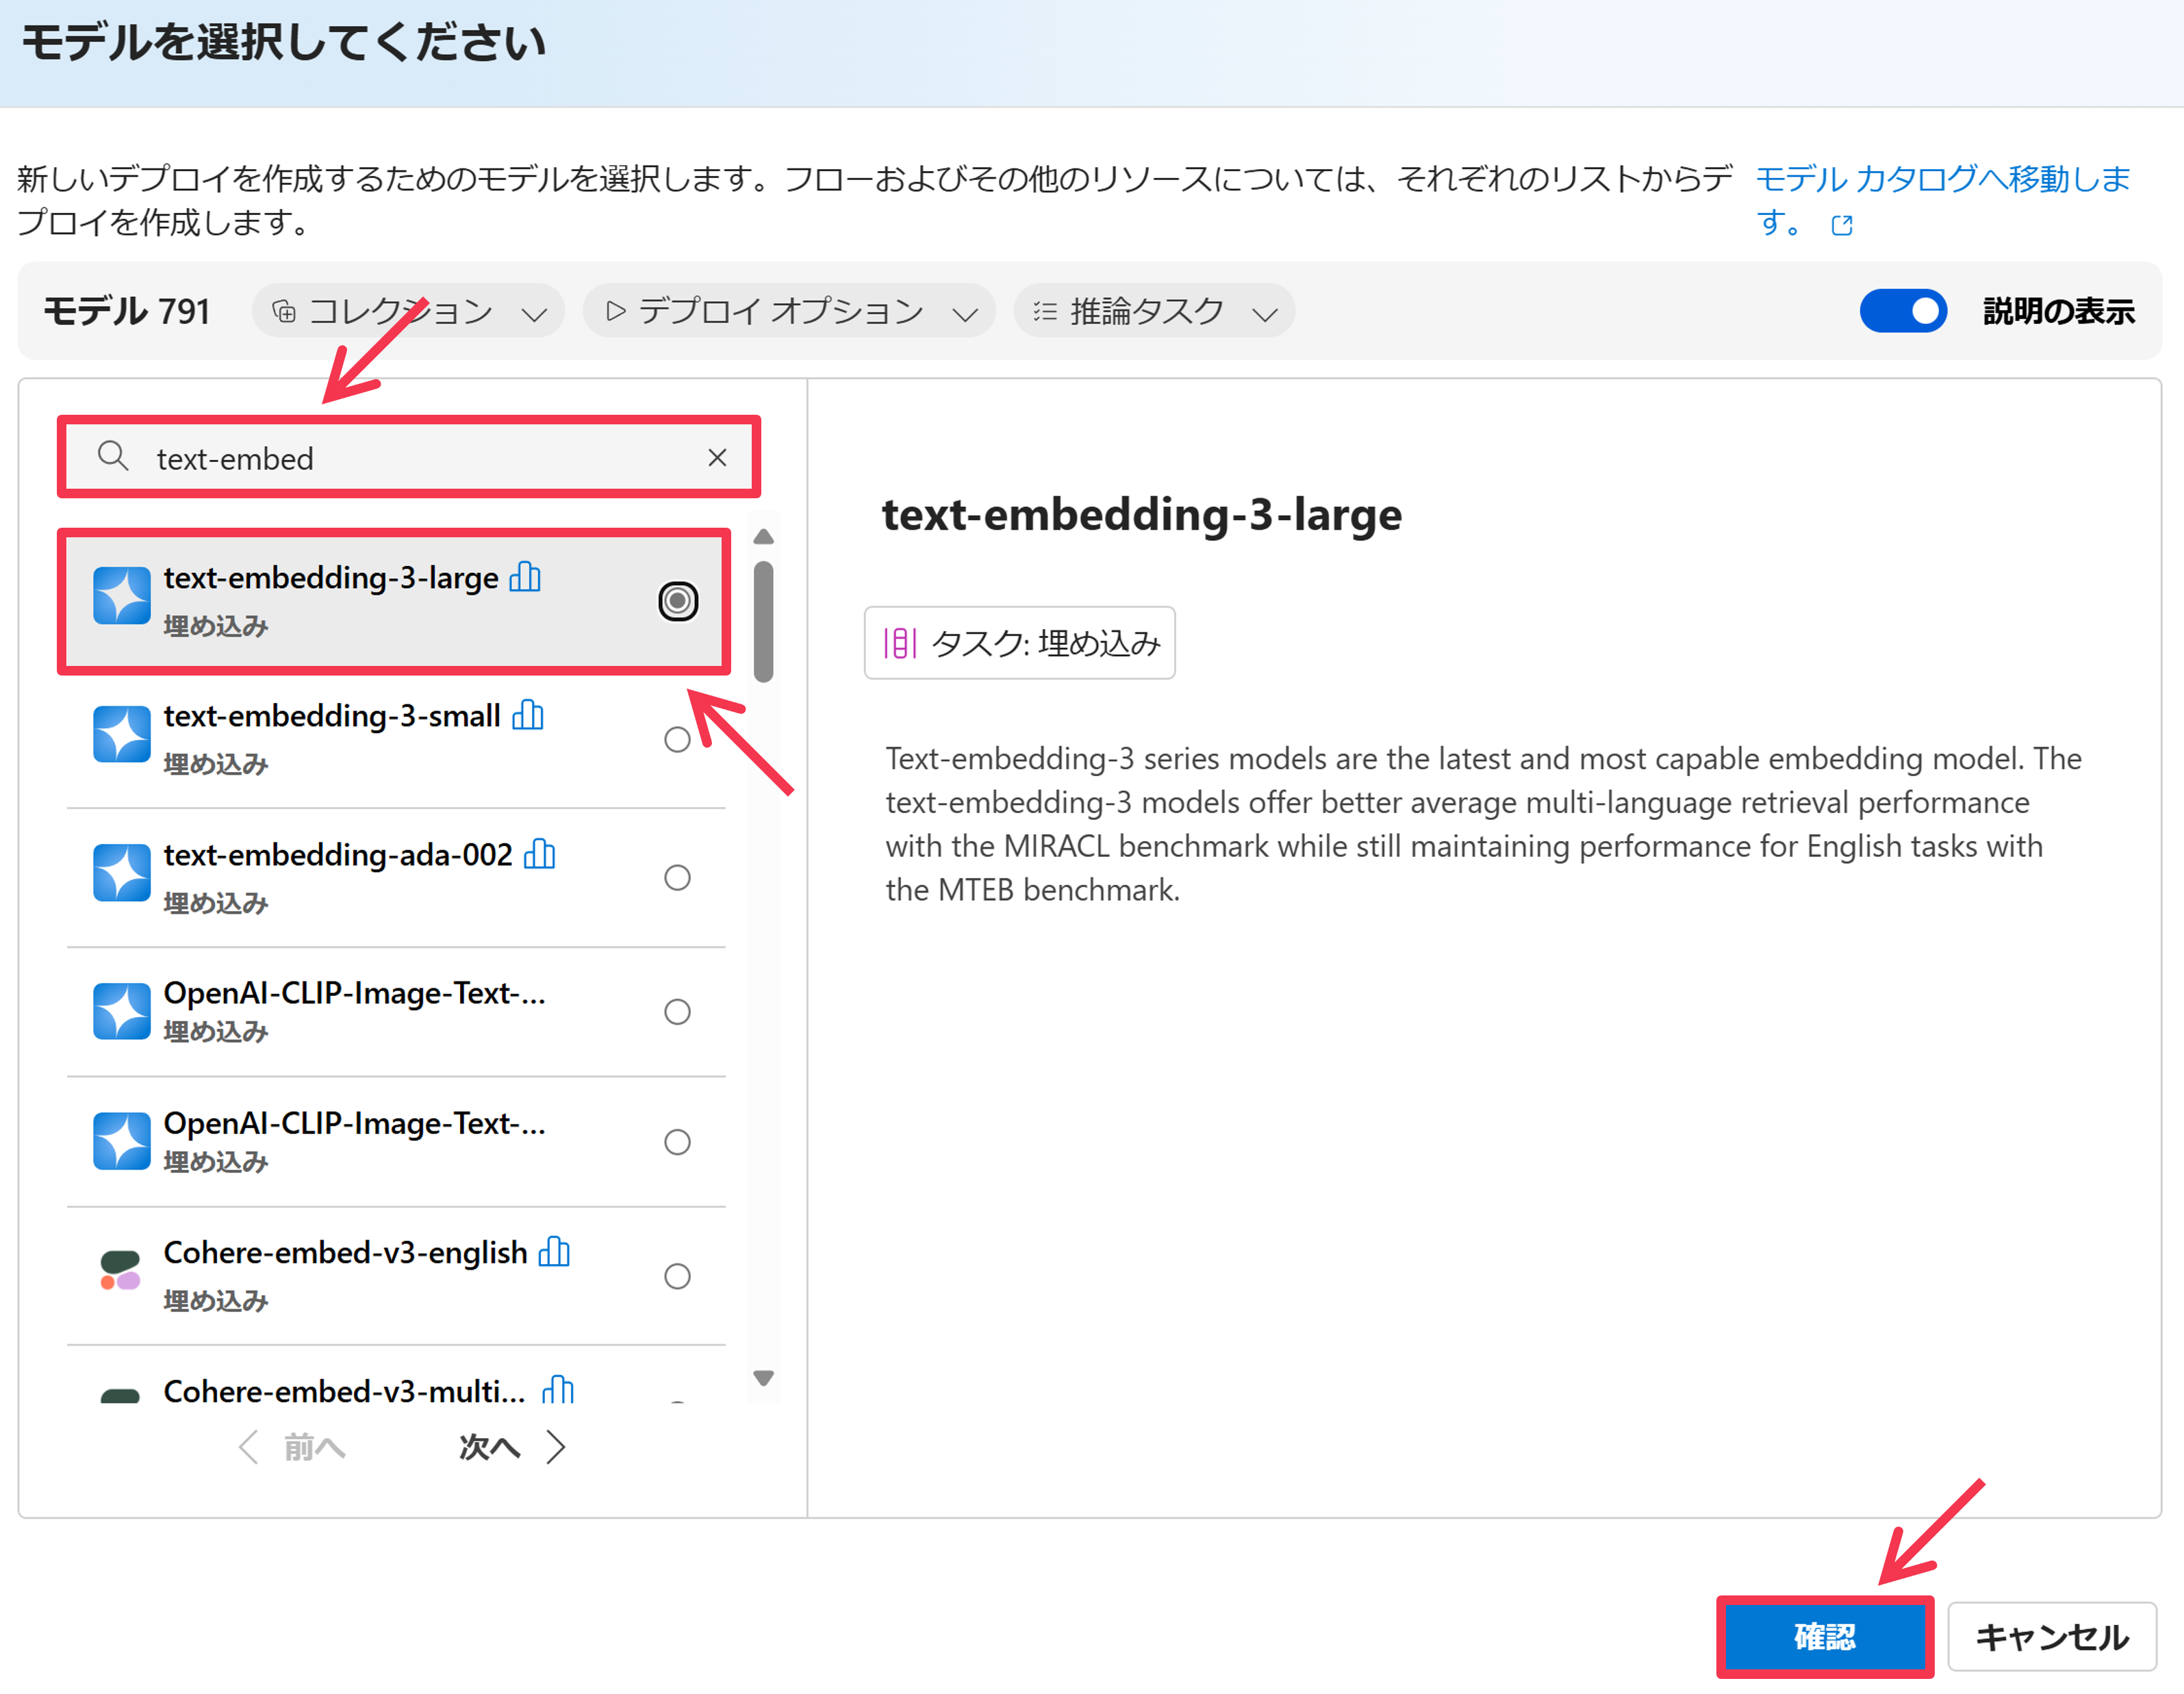 モデルを選択してください
新しいデプロイを作成するためのモデルを選択します。フローおよびその他のリソースについては、それぞれのリストからデ
プロイを作成します。
モデル カタログへ移動しま
す。
モデル 791
コレクション
デプロイ オプション
推論タスク
説明の表示
text-embed
text-embedding-3-large
埋め込み
text-embedding-3-small
埋め込み
text-embedding-ada-002
埋め込み
OpenAI-CLIP-Image-Text-...
埋め込み
OpenAI-CLIP-Image-Text-...
埋め込み
Cohere-embed-v3-english
埋め込み
Cohere-embed-v3-multi...
前へ
次へ
text-embedding-3-large
タスク: 埋め込み
Text-embedding-3 series models are the latest and most capable embedding model. The
text-embedding-3 models offer better average multi-language retrieval performance
with the MIRACL benchmark while still maintaining performance for English tasks with
the MTEB benchmark.
確認
キャンセル